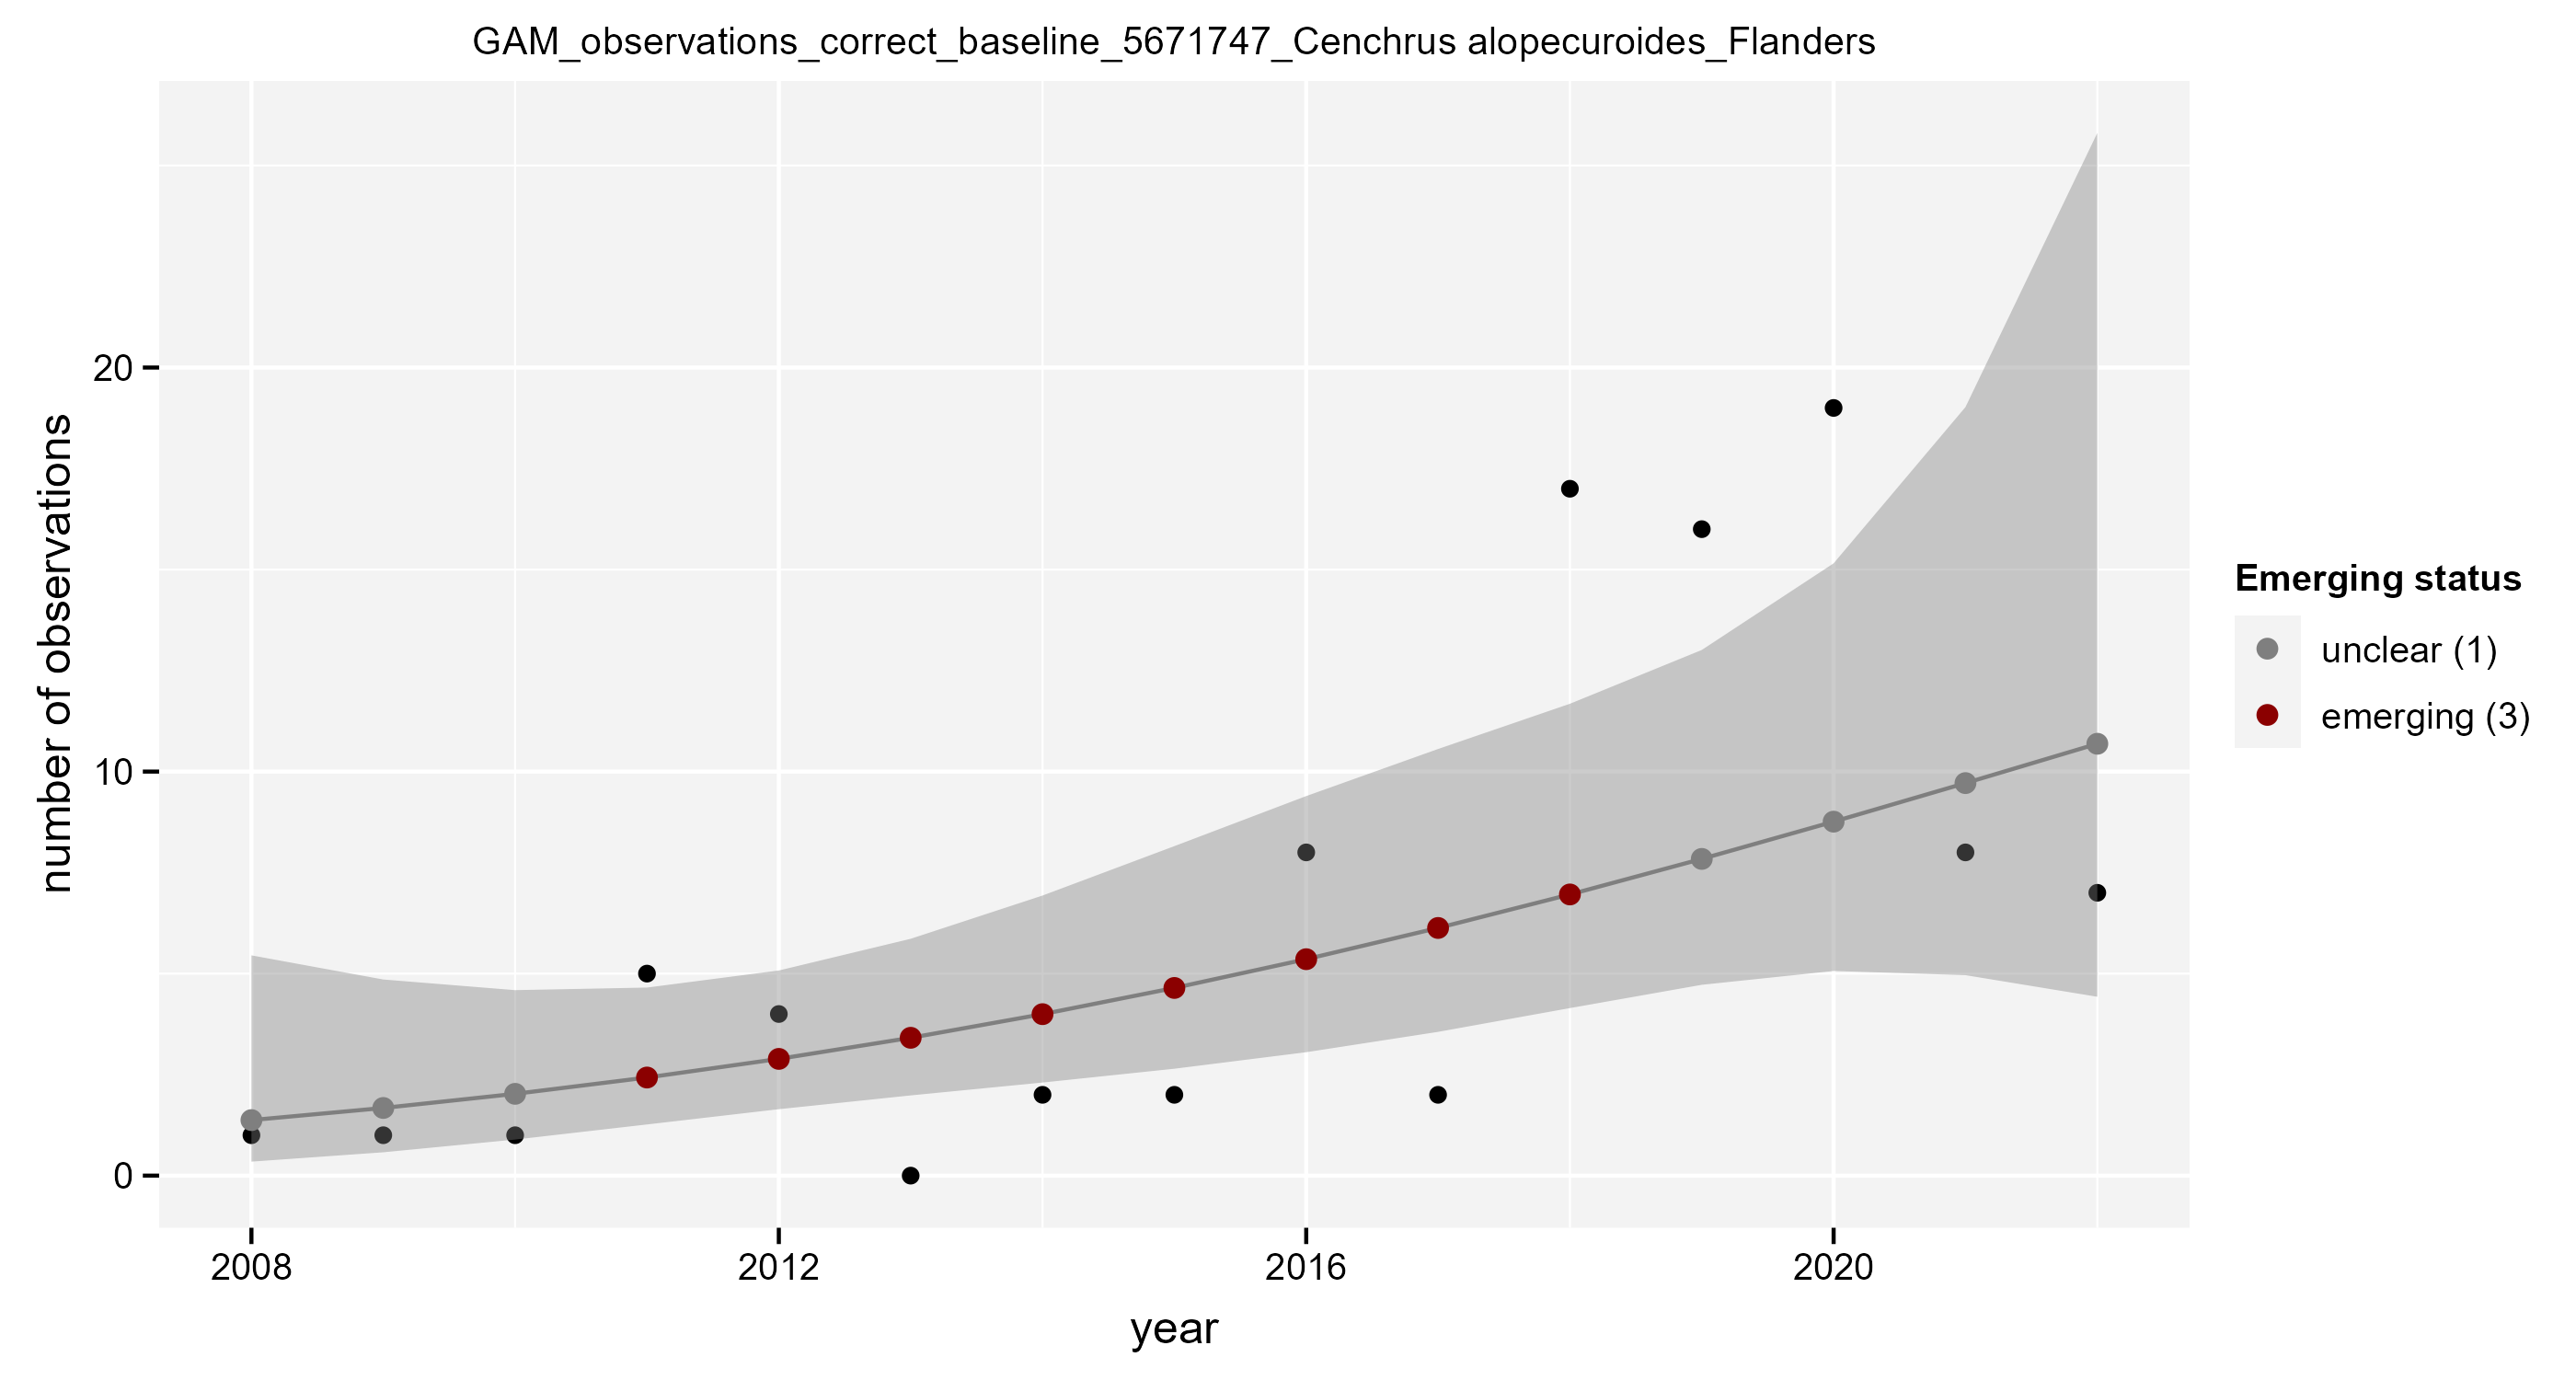 GAM_observations_correct_baseline_5671747_Cenchrus alopecuroides_Flanders
number of observations
20
10
0
2008 2012 2016 2020
year
Emerging status
unclear (1)
emerging (3)